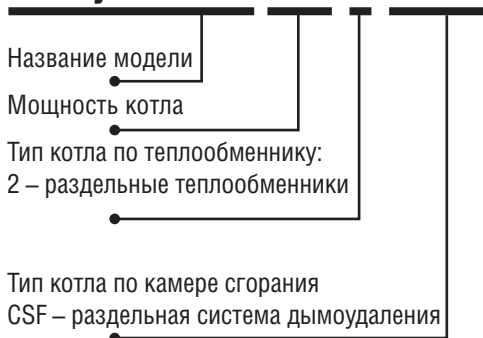 Название модели
Мощность котла
Тип котла по теплообменнику:
2 – раздельные теплообменники
Тип котла по камере сгорания
CSF – раздельная система дымоудаления